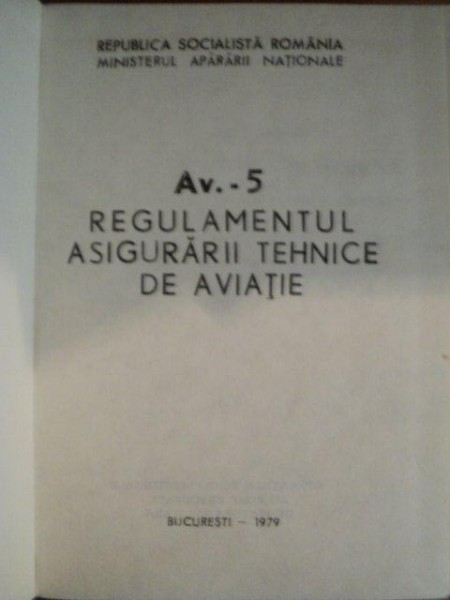 REPUBLICA SOCIALISTĂ ROMÂNIA
MINISTERUL APĂRĂRII NAȚIONALE
Av. - 5
REGULAMENTUL
ASIGURĂRII TEHNICE
DE AVIAȚIE
BUCUREȘTI – 1979